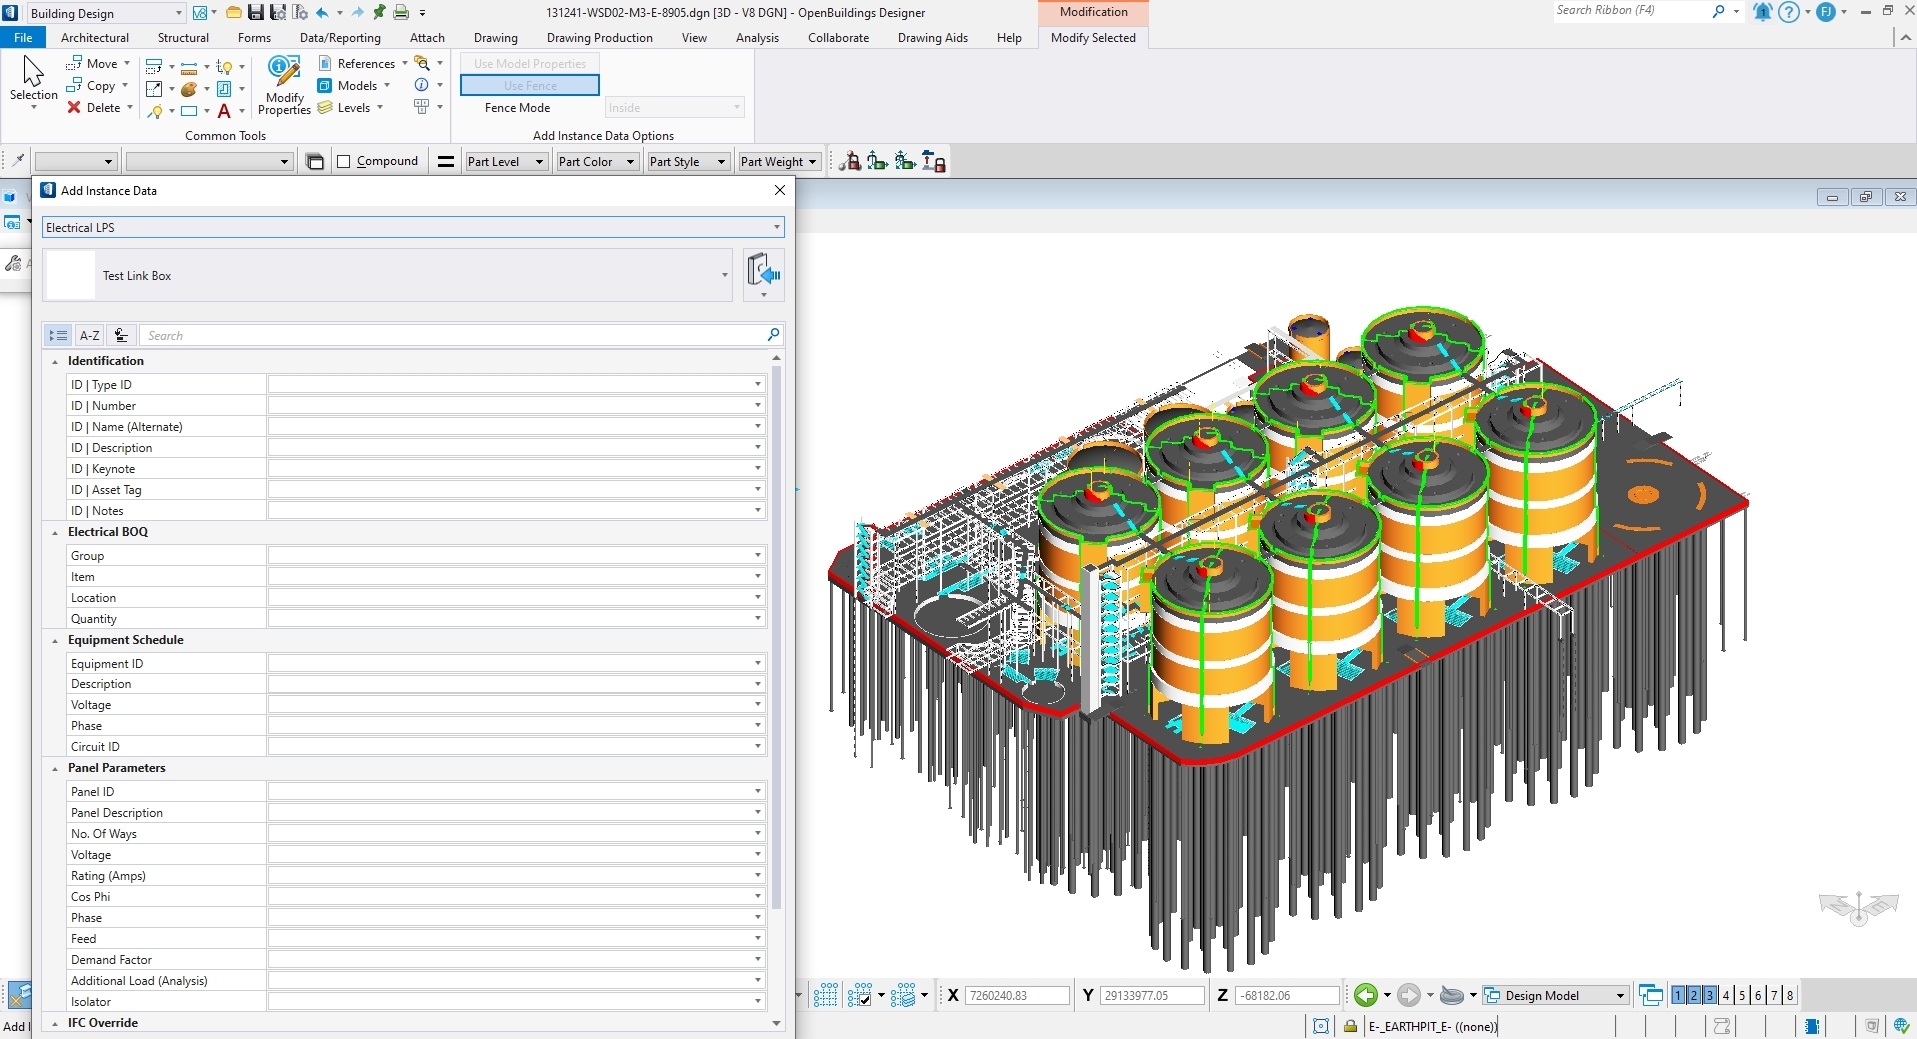 Building Design
131241-WSD02-M3-E-8905.dgn [3D - V8 DGN] - OpenBuildings Designer
Modification
Search Ribbon (F4)
FJ
File Architectural Structural Forms Data/Reporting Attach Drawing Drawing Production View Analysis Collaborate Drawing Aids Help Modify Selected
Selection
Move
Copy
Delete
Modify Properties
References
Models
Levels
Common Tools
Use Model Properties
Use Fence
Fence Mode Inside
Add Instance Data Options
Compound Part Level Part Color Part Style Part Weight
Add Instance Data
Electrical LPS
Test Link Box
A-Z Search
Identification
ID | Type ID
ID | Number
ID | Name (Alternate)
ID | Description
ID | Keynote
ID | Asset Tag
ID | Notes
Electrical BOQ
Group
Item
Location
Quantity
Equipment Schedule
Equipment ID
Description
Voltage
Phase
Circuit ID
Panel Parameters
Panel ID
Panel Description
No. Of Ways
Voltage
Rating (Amps)
Cos Phi
Phase
Feed
Demand Factor
Additional Load (Analysis)
Isolator
IFC Override
X 7260240.83 Y 29133977.05 Z -68182.06 Design Model 1 2 3 4 5 6 7 8
Add I E-_EARTHPIT_E- ((none))